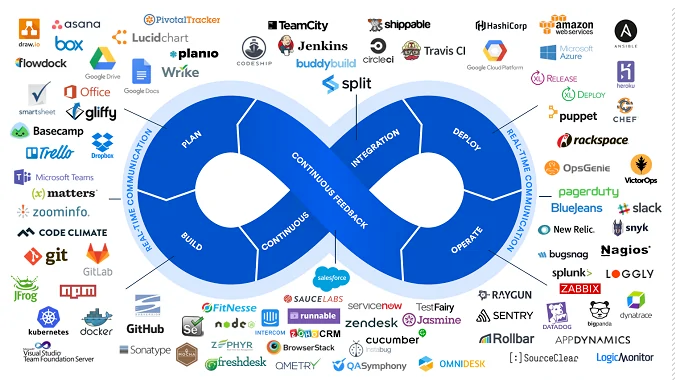 draw.io
asana
PivotalTracker
box
Lucidchart
flowdock
Google Drive
Google Docs
planio
Wrike
smartsheet
Office
gliffy
Basecamp
Trello
Dropbox
Microsoft Teams
(x) matters
zoominfo.
CODE CLIMATE
git
GitLab
JFrog
npm
kubernetes
docker
Visual Studio
Team Foundation Server
TeamCity
shippable
CODESHIP
Jenkins
circleci
Travis CI
buddybuild
split
HashiCorp
amazon
web services
ANSIBLE
Google Cloud Platform
Microsoft
Azure
heroku
XL RELEASE
XL DEPLOY
puppet
CHEF
rackspace
OpsGenie
VictorOps
pagerduty
BlueJeans
slack
New Relic.
snyk
bugsnag
Nagios
splunk>
LOGGLY
ZABBIX
RAYGUN
SENTRY
DATADOG
bigpanda
dynatrace
Rollbar
APPDYNAMICS
[:]SourceClear
LogicMonitor
REAL-TIME COMMUNICATION
PLAN
BUILD
CONTINUOUS
INTEGRATION
CONTINUOUS FEEDBACK
DEPLOY
OPERATE
REAL-TIME COMMUNICATION
salesforce
GitHub
Se
FitNesse
SAUCELABS
servicenow
TestFairy
node
INTERCOM
runnable
ZOHO CRM
zendesk
Jasmine
cucumber
Sonatype
MOCHA
ZEPHYR
BrowserStack
instabug
freshdesk
QMETRY
QASymphony
OMNIDESK